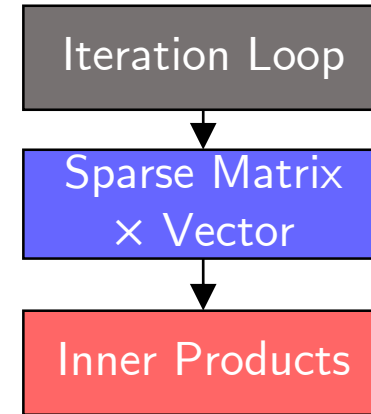 Iteration Loop
Sparse Matrix
× Vector
Inner Products